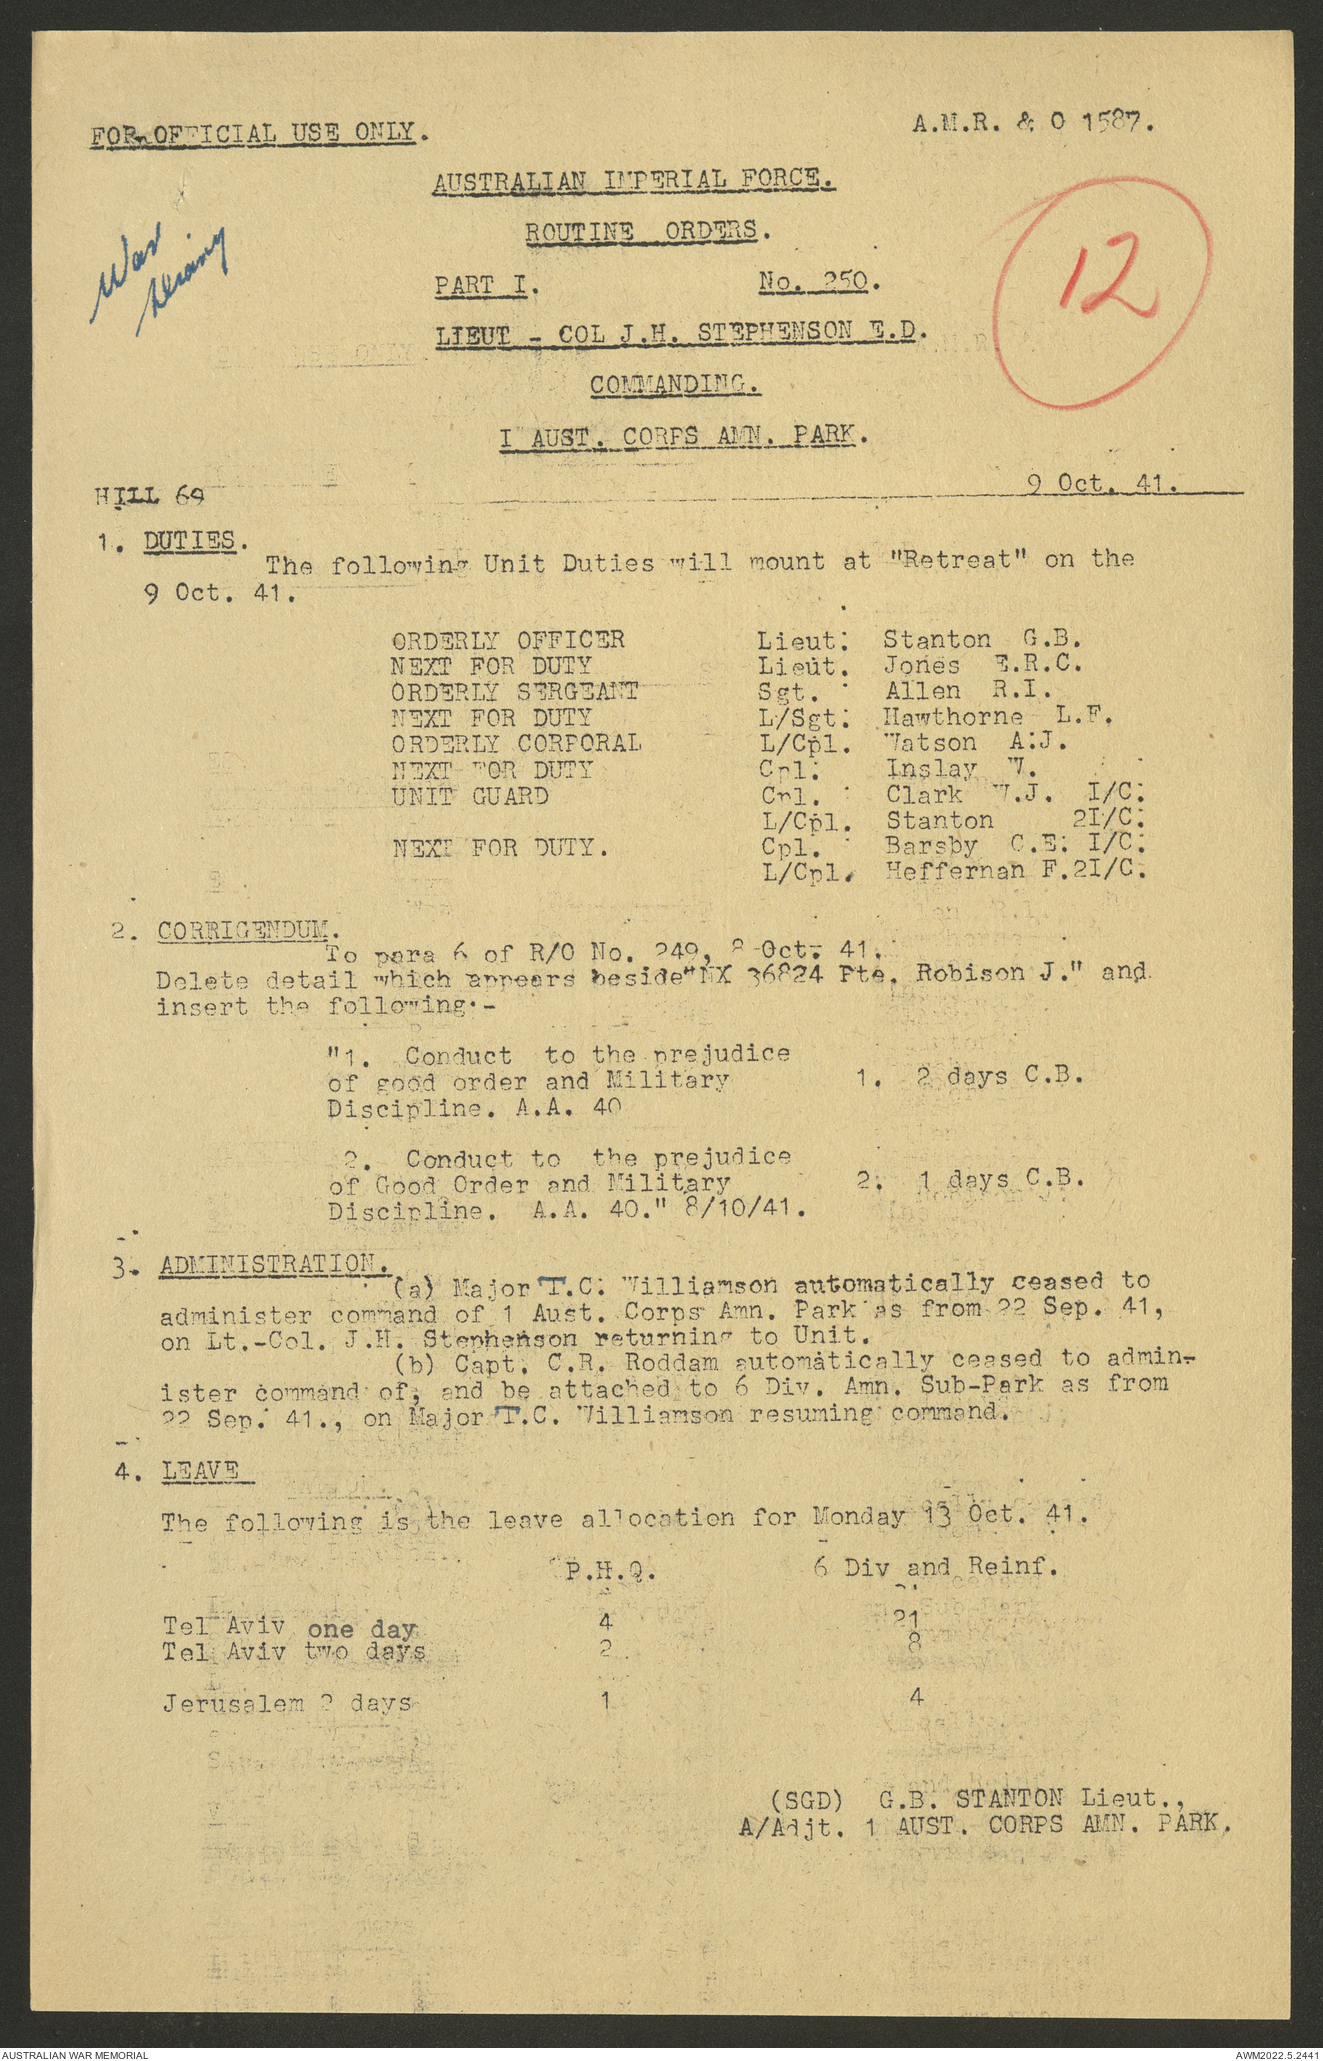 FOR OFFICIAL USE ONLY.
A.M.R. & O 1587.
AUSTRALIAN IMPERIAL FORCE.
War
12
ROUTINE ORDERS.
PART I. No. 250.
LIEUT - COL J.H. STEPHENSON E.D.
COMMANDING.
I AUST. CORPS AMN. PARK.
HILL 69 9 Oct. 41.
1. DUTIES.
The following Unit Duties will mount at "Retreat" on the
9 Oct. 41.
ORDERLY OFFICER Lieut. Stanton G.B.
NEXT FOR DUTY Lieut. Jones E.R.C.
ORDERLY SERGEANT Sgt. Allen R.I.
NEXT FOR DUTY L/Sgt. Hawthorne L.F.
ORDERLY CORPORAL L/Cpl. Watson A.J.
NEXT FOR DUTY Cpl. Inslay W.
UNIT GUARD Cpl. Clark W.J. I/C.
L/Cpl. Stanton 2I/C.
NEXT FOR DUTY. Cpl. Barsby C.E. I/C.
L/Cpl. Heffernan F.2I/C.
2. CORRIGENDUM.
To para 6 of R/O No. 249, 8 Oct. 41.
Delete detail which appears beside"NX 36824 Pte. Robison J." and
insert the following:-
"1. Conduct to the prejudice
of good order and Military 1. 2 days C.B.
Discipline. A.A. 40
2. Conduct to the prejudice
of Good Order and Military 2. 1 days C.B.
Discipline. A.A. 40." 8/10/41.
3. ADMINISTRATION.
(a) Major T.C. Williamson automatically ceased to
administer command of 1 Aust. Corps Amn. Park as from 22 Sep. 41,
on Lt.-Col. J.H. Stephenson returning to Unit.
(b) Capt. C.R. Roddam automatically ceased to admin-
ister command of, and be attached to 6 Div. Amn. Sub-Park as from
22 Sep. 41., on Major T.C. Williamson resuming command.
4. LEAVE
The following is the leave allocation for Monday 13 Oct. 41.
P.H.Q. 6 Div and Reinf.
Tel Aviv one day 4 21
Tel Aviv two days 2 8
Jerusalem 2 days 1 4
(SGD) G.B. STANTON Lieut.,
A/Adjt. 1 AUST. CORPS AMN. PARK.
AUSTRALIAN WAR MEMORIAL
AWM2022.5.2441